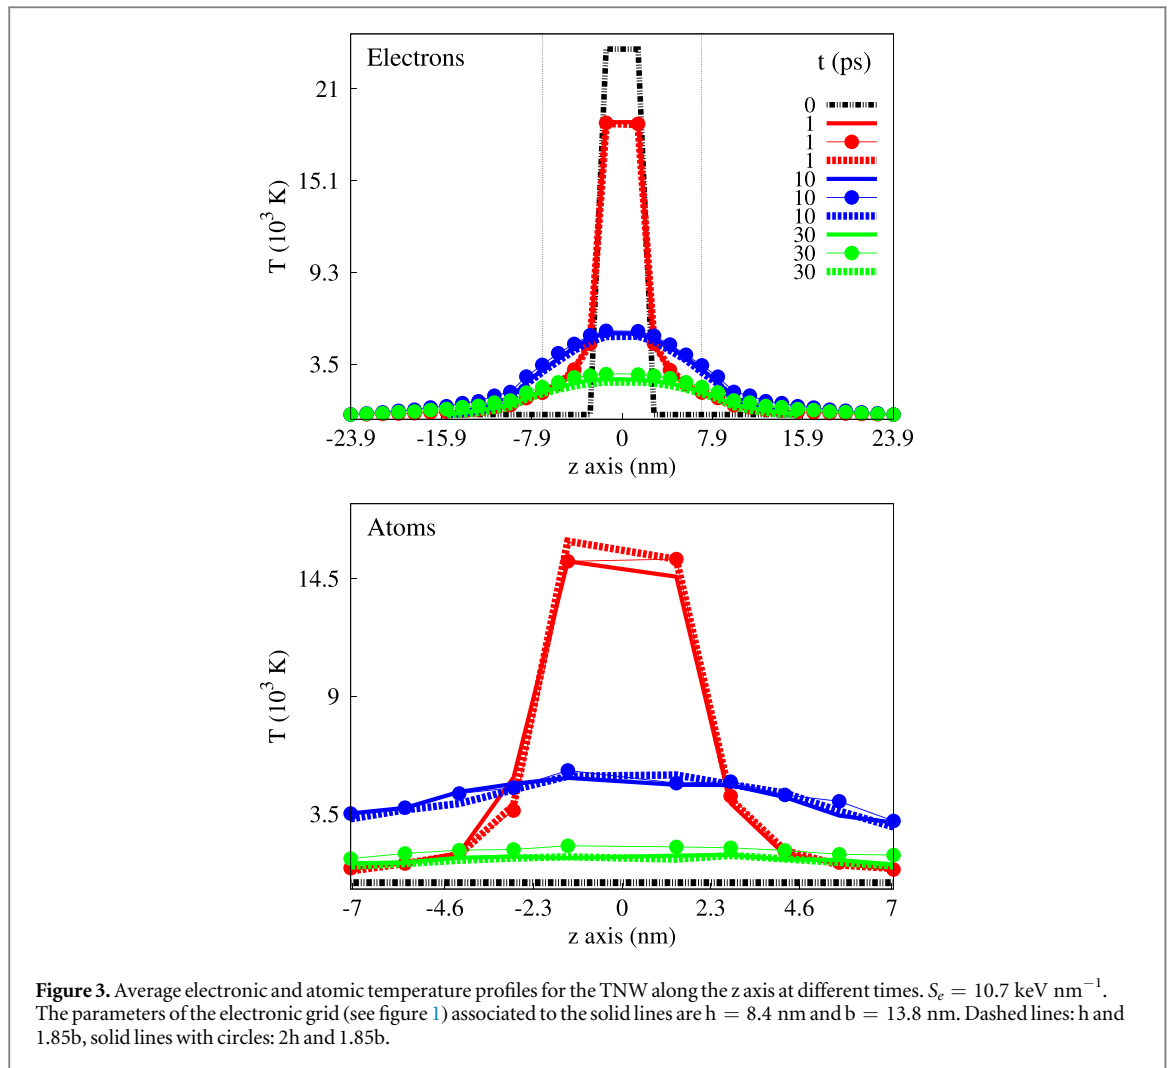 Electrons
t (ps)
0
1
1
1
10
10
10
30
30
30
21
15.1
9.3
3.5
T (10³ K)
-23.9 -15.9 -7.9 0 7.9 15.9 23.9
z axis (nm)
Atoms
14.5
9
3.5
T (10³ K)
-7 -4.6 -2.3 0 2.3 4.6 7
z axis (nm)
Figure 3. Average electronic and atomic temperature profiles for the TNW along the z axis at different times. Sₑ = 10.7 keV nm⁻¹.
The parameters of the electronic grid (see figure 1) associated to the solid lines are h = 8.4 nm and b = 13.8 nm. Dashed lines: h and
1.85b, solid lines with circles: 2h and 1.85b.